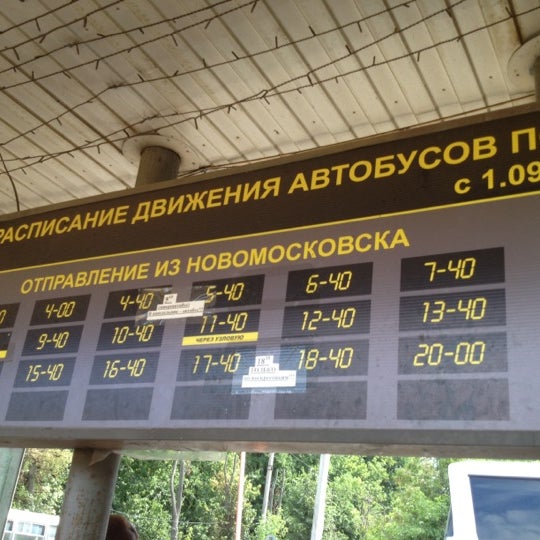 РАСПИСАНИЕ ДВИЖЕНИЯ АВТОБУСОВ П
с 1.09
ОТПРАВЛЕНИЕ ИЗ НОВОМОСКОВСКА
4-00 4-40 5-40 6-40 7-40
9-40 10-40 11-40 12-40 13-40
ЧЕРЕЗ УЗЛОВУЮ
15-40 16-40 17-40 18-40 20-00